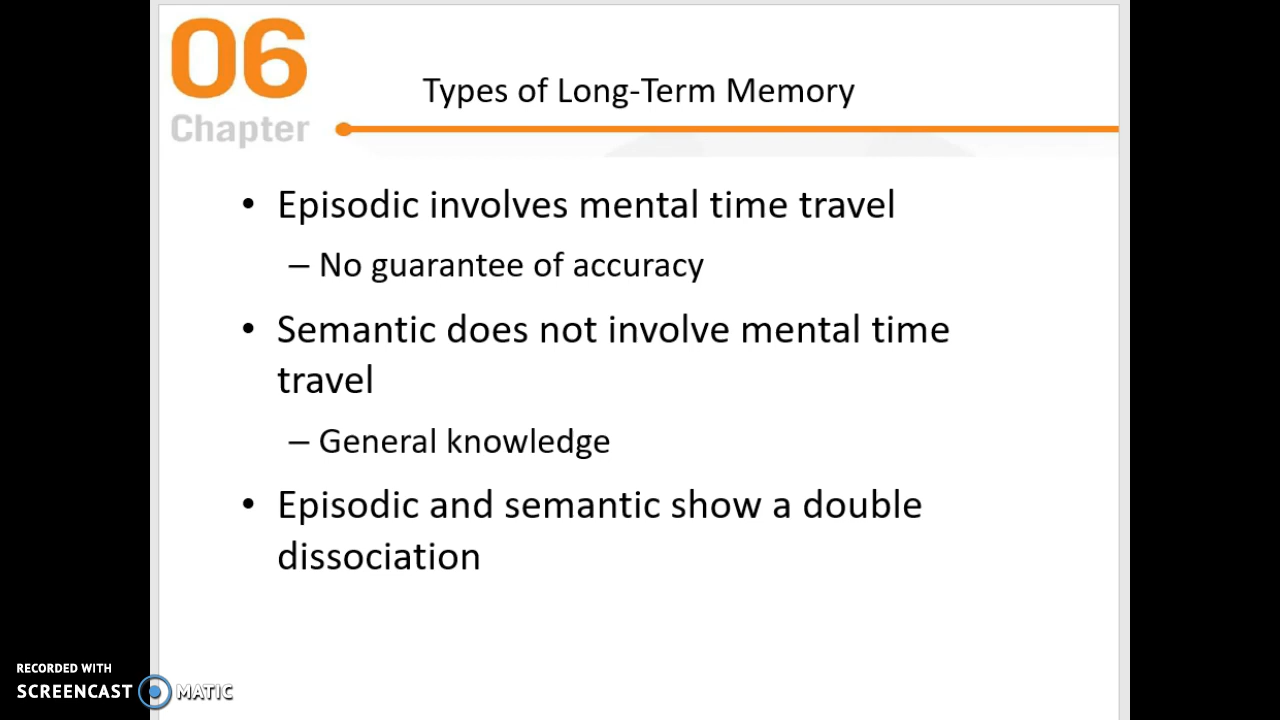 06
Chapter
Types of Long-Term Memory
• Episodic involves mental time travel
– No guarantee of accuracy
• Semantic does not involve mental time
travel
– General knowledge
• Episodic and semantic show a double
dissociation
RECORDED WITH
SCREENCAST MATIC